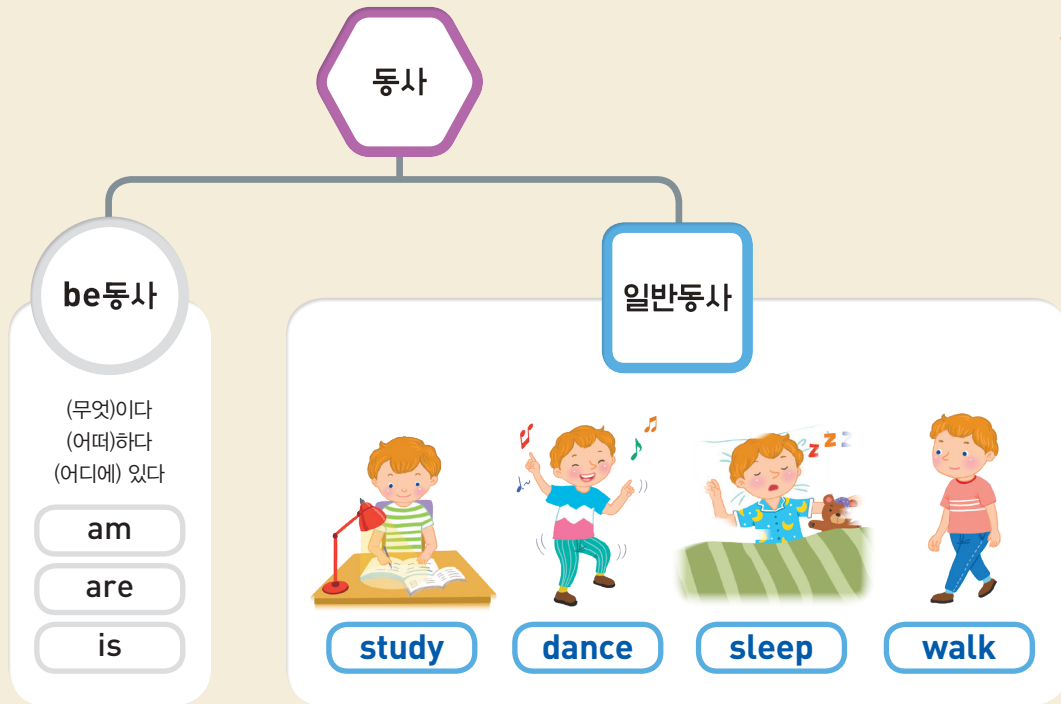 동사
be동사
일반동사
(무엇)이다
(어떠)하다
(어디에) 있다
am
are
is
z z z
study
dance
sleep
walk